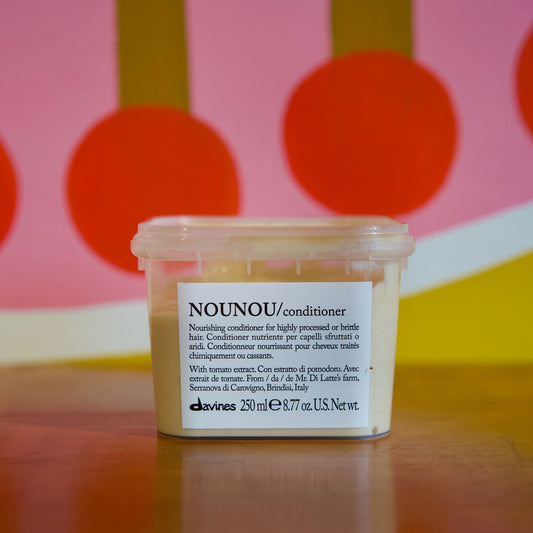 NOUNOU/conditioner
Nourishing conditioner for highly processed or brittle
hair. Conditioner nutriente per capelli sfruttati o
aridi. Conditionneur nourrissant pour cheveux traités
chimiquement ou cassants.
With tomato extract. Con estratto di pomodoro. Avec
extrait de tomate. From / da / de Mr. Di Latte's farm,
Serranova di Carovigno, Brindisi, Italy
davines 250 ml ℮ 8.77 oz. U.S. Net wt.